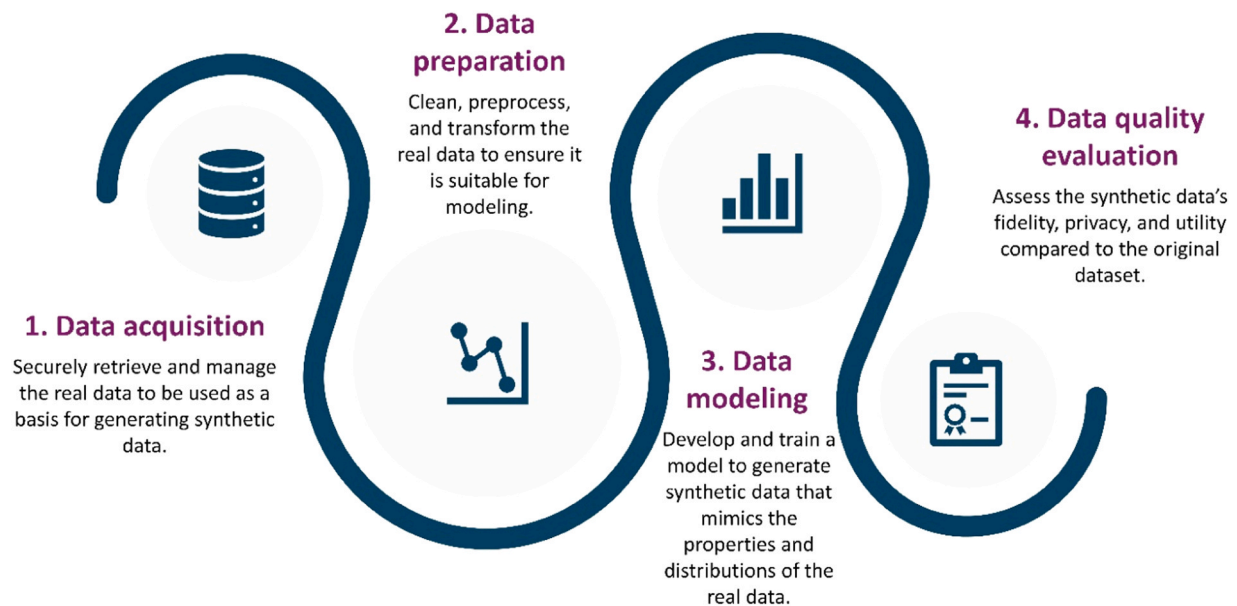 1. Data acquisition
Securely retrieve and manage
the real data to be used as a
basis for generating synthetic
data.
2. Data
preparation
Clean, preprocess,
and transform the
real data to ensure it
is suitable for
modeling.
3. Data
modeling
Develop and train a
model to generate
synthetic data that
mimics the
properties and
distributions of the
real data.
4. Data quality
evaluation
Assess the synthetic data’s
fidelity, privacy, and utility
compared to the original
dataset.